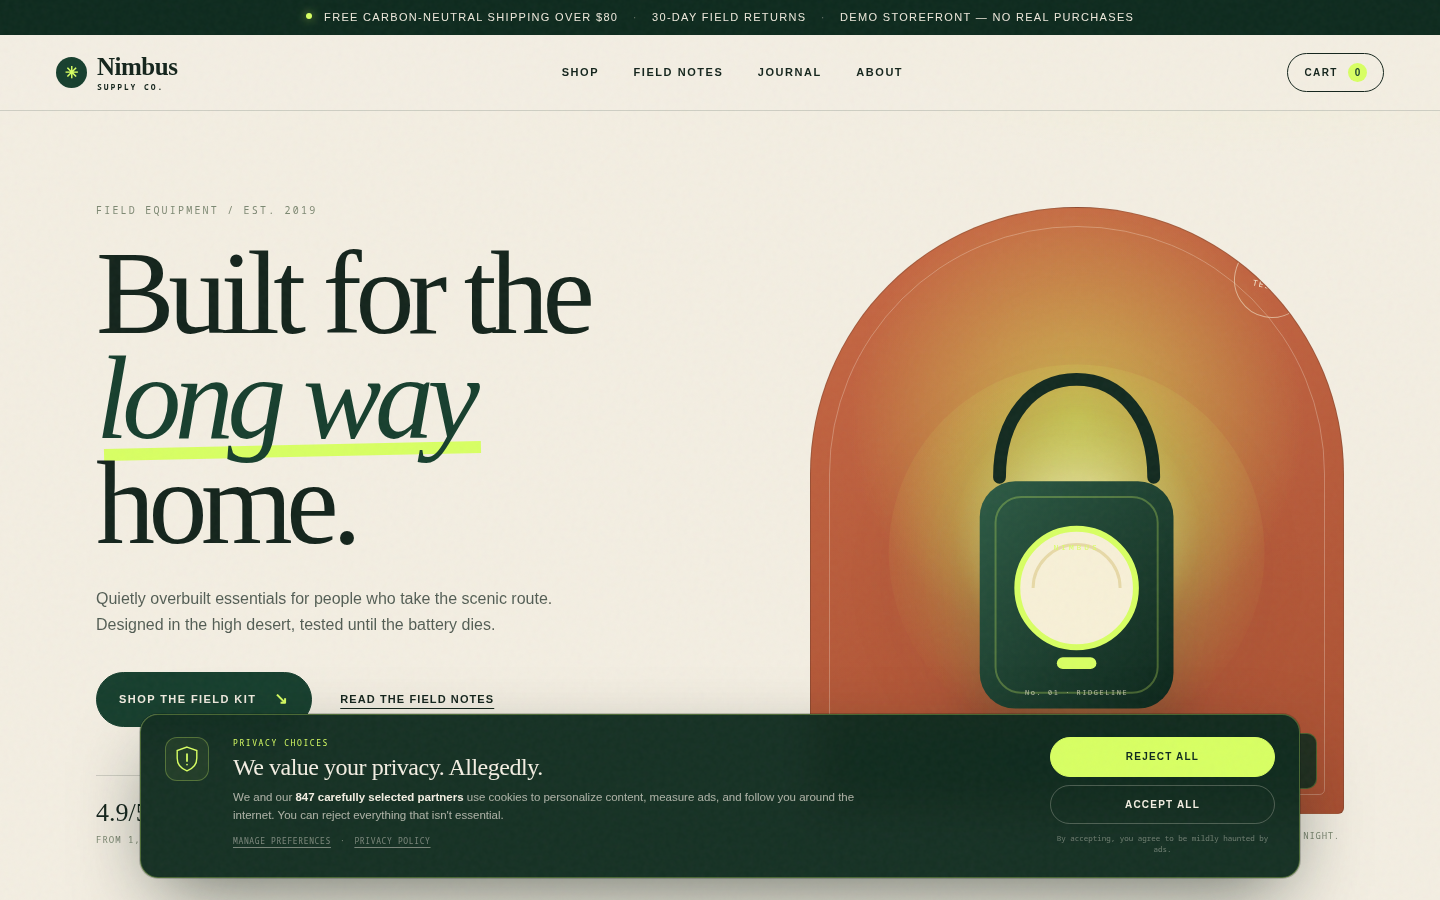 FREE CARBON-NEUTRAL SHIPPING OVER $80 · 30-DAY FIELD RETURNS · DEMO STOREFRONT — NO REAL PURCHASES
Nimbus
SUPPLY CO.
SHOP FIELD NOTES JOURNAL ABOUT
CART 0
FIELD EQUIPMENT / EST. 2019
Built for the
long way
home.
Quietly overbuilt essentials for people who take the scenic route.
Designed in the high desert, tested until the battery dies.
SHOP THE FIELD KIT ↘
READ THE FIELD NOTES
No. 01 · RIDGELINE
4.9/5
FROM 1,
NIGHT.
PRIVACY CHOICES
We value your privacy. Allegedly.
We and our 847 carefully selected partners use cookies to personalize content, measure ads, and follow you around the
internet. You can reject everything that isn't essential.
MANAGE PREFERENCES · PRIVACY POLICY
REJECT ALL
ACCEPT ALL
By accepting, you agree to be mildly haunted by
ads.